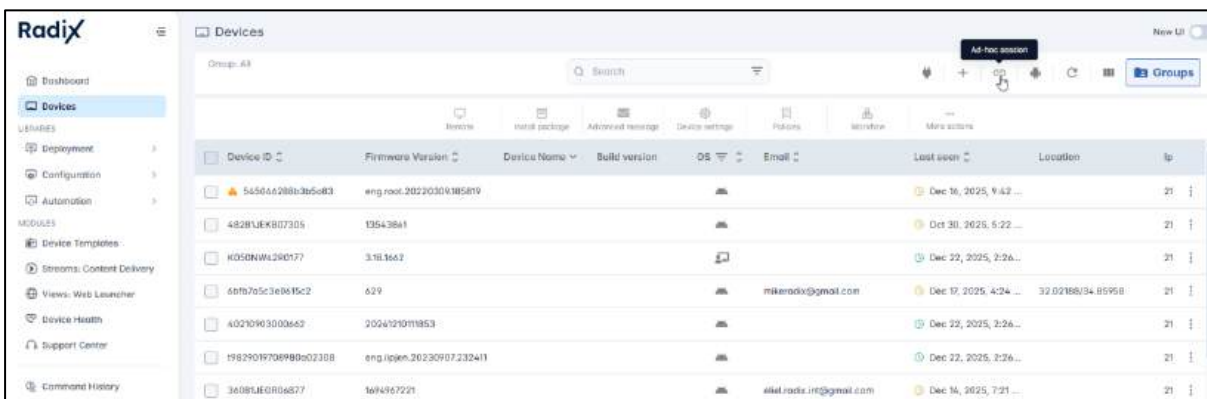 Radix
Devices
New UI
Ad-hoc session
Group: All
Search
Groups
Dashboard
Devices
LIBRARIES
Deployment
Configuration
Automation
MODULES
Device Templates
Streams: Content Delivery
Views: Web Launcher
Device Health
Support Center
Command History
Remote
Install package
Advanced message
Device settings
Policies
Workflow
More actions
Device ID Firmware Version Device Name Build version OS Email Last seen Location Ip
545046288b3b5e83 eng.root.20220309.185819 Dec 16, 2025, 9:42 ... 21
48281JEKB07305 13543861 Oct 30, 2025, 5:22 ... 21
K050NW4290177 3.18.1662 Dec 22, 2025, 2:26... 21
6bfb7a5c3e0615c2 629 mikeradix@gmail.com Dec 17, 2025, 4:24 ... 32.02188/34.85958 21
40210903000662 20241210111853 Dec 22, 2025, 2:26... 21
t9829019708980a02308 eng.lipjen.20230907.232411 Dec 22, 2025, 2:26... 21
36081JEGR06877 1694967221 eliel.radix.int@gmail.com Dec 14, 2025, 7:21 ... 21